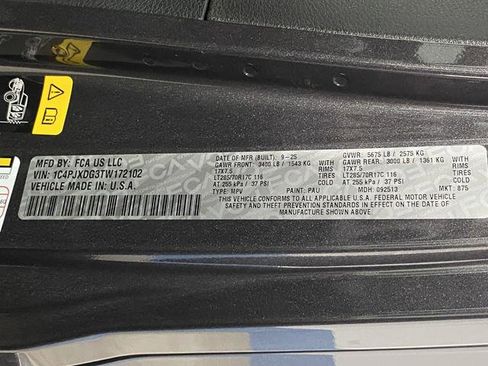 MFD BY: FCA US LLC
VIN: 1C4PJXDG3TW172102
VEHICLE MADE IN: U.S.A.
DATE OF MFR (BUILT): 9-25
GAWR FRONT: 3400 LB / 1543 KG
17X7.5 RIMS
LT285/70R17C 116 TIRES
AT 255 kPa / 37 PSI COLD
TYPE: MPV PAINT: PAU
GVWR: 5675 LB / 2575 KG
GAWR REAR: 3000 LB / 1361 KG
17X7.5 RIMS
LT285/70R17C 116 TIRES
AT 255 kPa / 37 PSI COLD
MDH: 092513 MKT: 875
THIS VEHICLE CONFORMS TO ALL APPLICABLE U.S.A. FEDERAL MOTOR VEHICLE
SAFETY, BUMPER, AND THEFT PREVENTION STANDARDS IN EFFECT ON THE DATE OF
MANUFACTURE SHOWN ABOVE